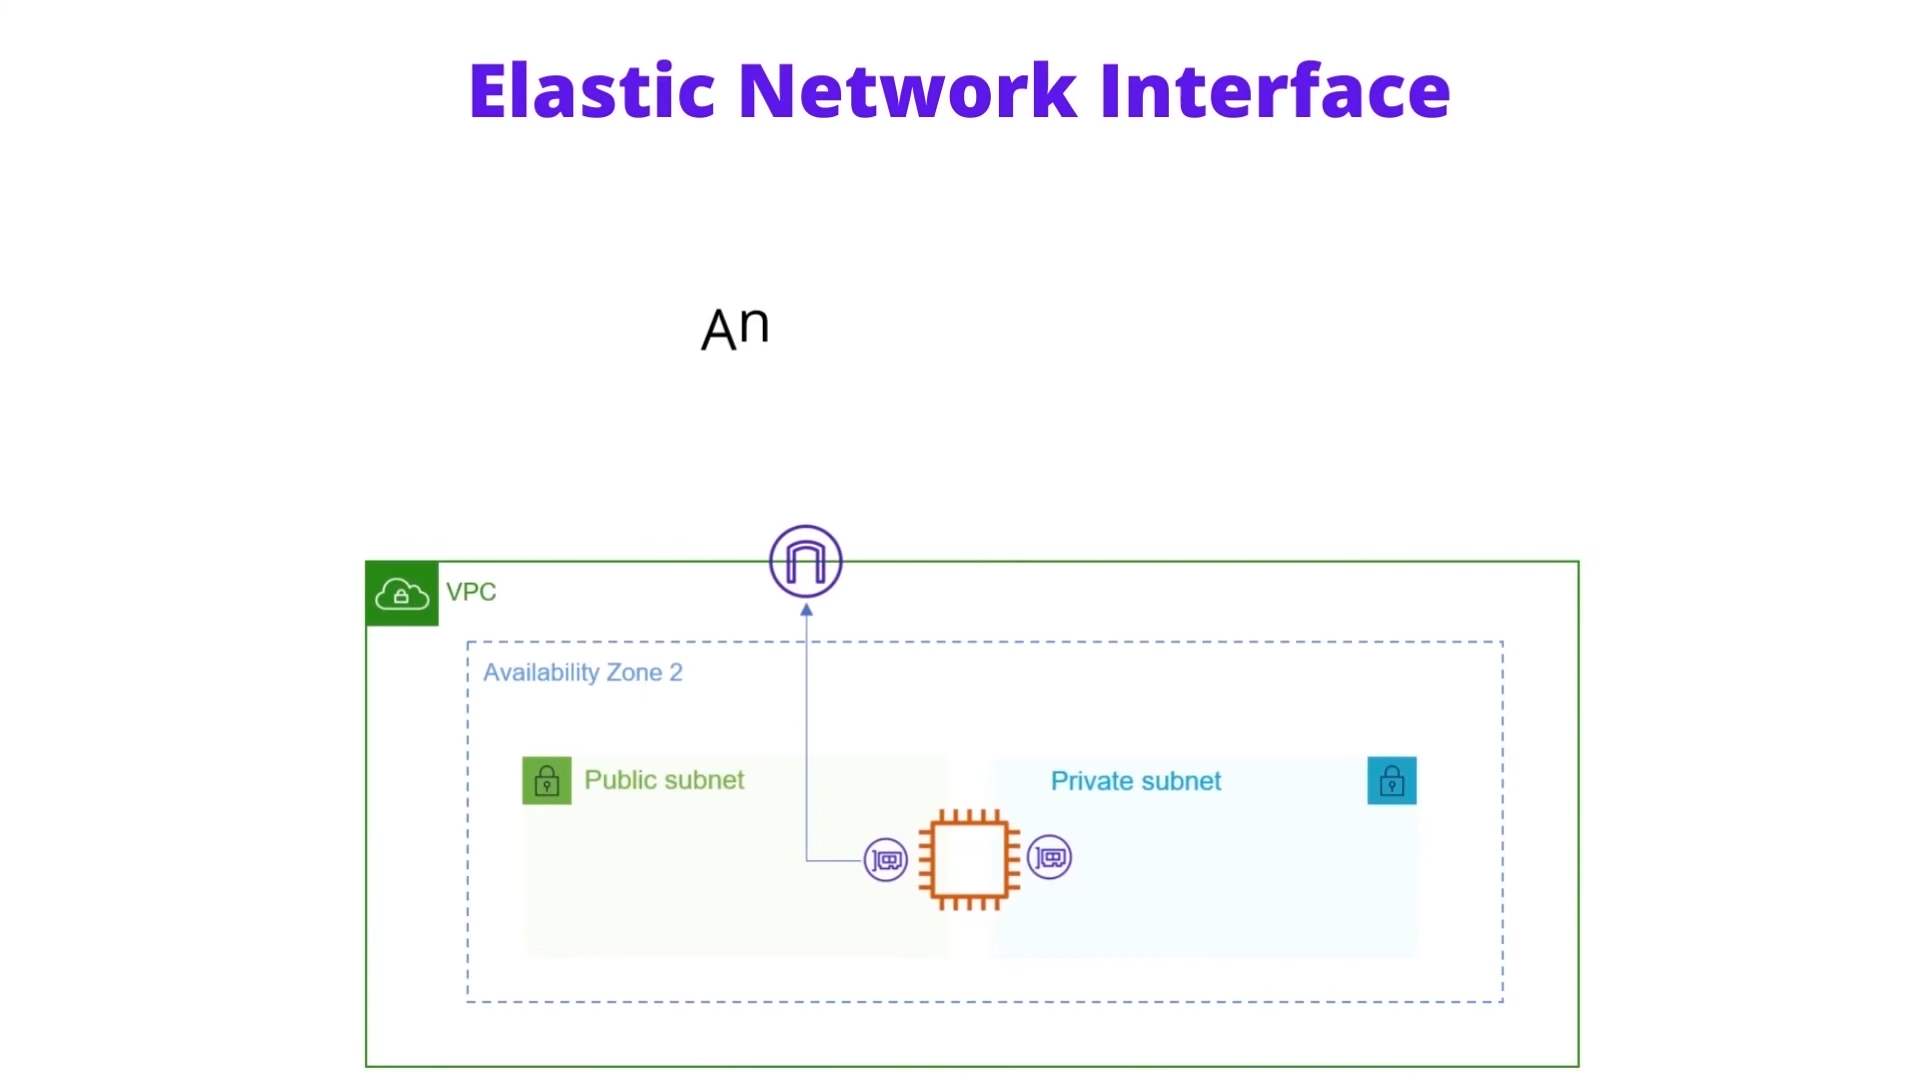 Elastic Network Interface
An
VPC
Availability Zone 2
Public subnet
Private subnet